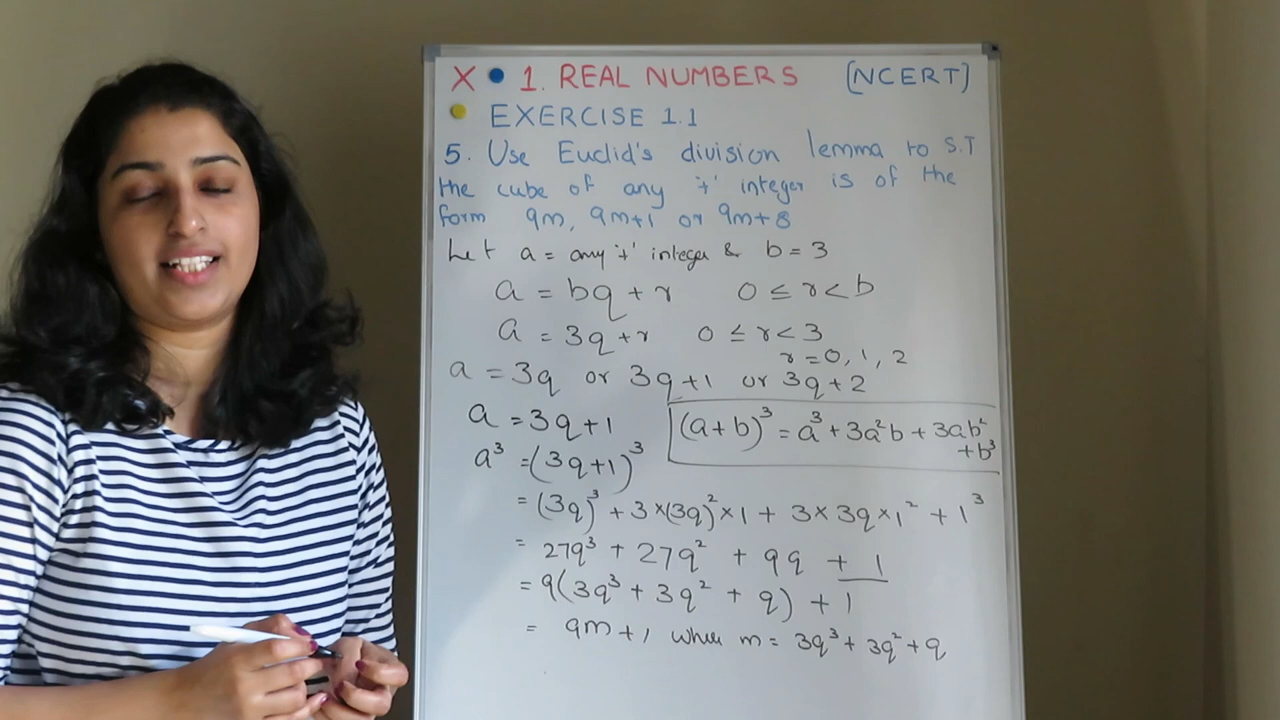 X • 1. REAL NUMBERS [NCERT]
• EXERCISE 1.1
5. Use Euclid's division lemma to S.T
the cube of any '+' integer is of the
form 9m, 9m+1 or 9m+8
Let a = any '+' integer & b = 3
a = bq + r 0 ≤ r < b
a = 3q + r 0 ≤ r < 3
r = 0, 1, 2
a = 3q or 3q+1 or 3q+2
a = 3q+1
(a+b)³ = a³ + 3a²b + 3ab²
+b³
a³ = (3q+1)³
= (3q)³ + 3×(3q)²×1 + 3×3q×1² + 1³
= 27q³ + 27q² + 9q + 1
= 9(3q³ + 3q² + q) + 1
= 9m+1 where m = 3q³ + 3q² + q